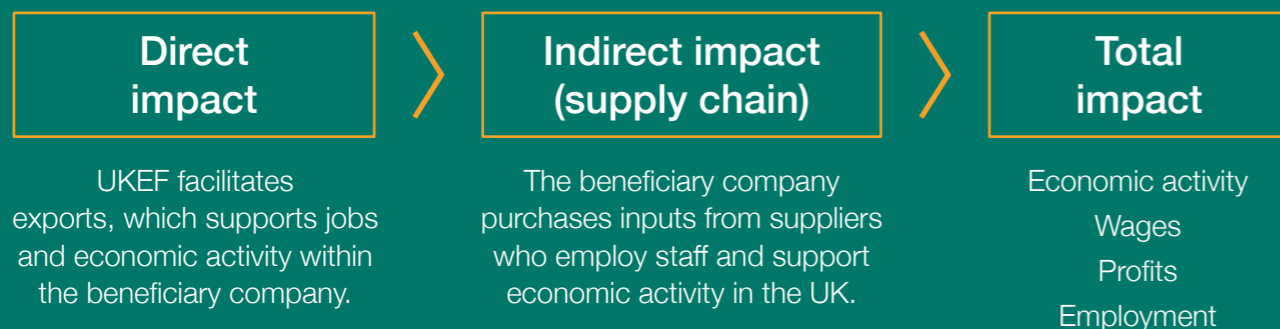 Direct
impact
UKEF facilitates
exports, which supports jobs
and economic activity within
the beneficiary company.
Indirect impact
(supply chain)
The beneficiary company
purchases inputs from suppliers
who employ staff and support
economic activity in the UK.
Total
impact
Economic activity
Wages
Profits
Employment